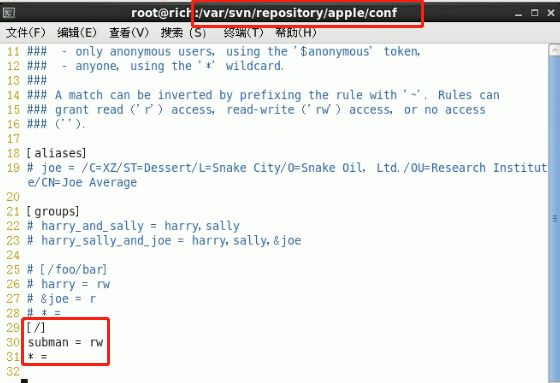 root@rich:/var/svn/repository/apple/conf
文件(F) 编辑(E) 查看(V) 搜索 (S) 终端(T) 帮助(H)
11 ###  - only anonymous users, using the '$anonymous' token,
12 ###  - anyone, using the '*' wildcard.
13 ###
14 ### A match can be inverted by prefixing the rule with '~'. Rules can
15 ### grant read ('r') access, read-write ('rw') access, or no access
16 ### ('').
17
18 [aliases]
19 # joe = /C=XZ/ST=Dessert/L=Snake City/O=Snake Oil, Ltd./OU=Research Institut
e/CN=Joe Average
20
21 [groups]
22 # harry_and_sally = harry,sally
23 # harry_sally_and_joe = harry,sally,&joe
24
25 # [/foo/bar]
26 # harry = rw
27 # &joe = r
28 # * =
29 [/]
30 subman = rw
31 * =
32